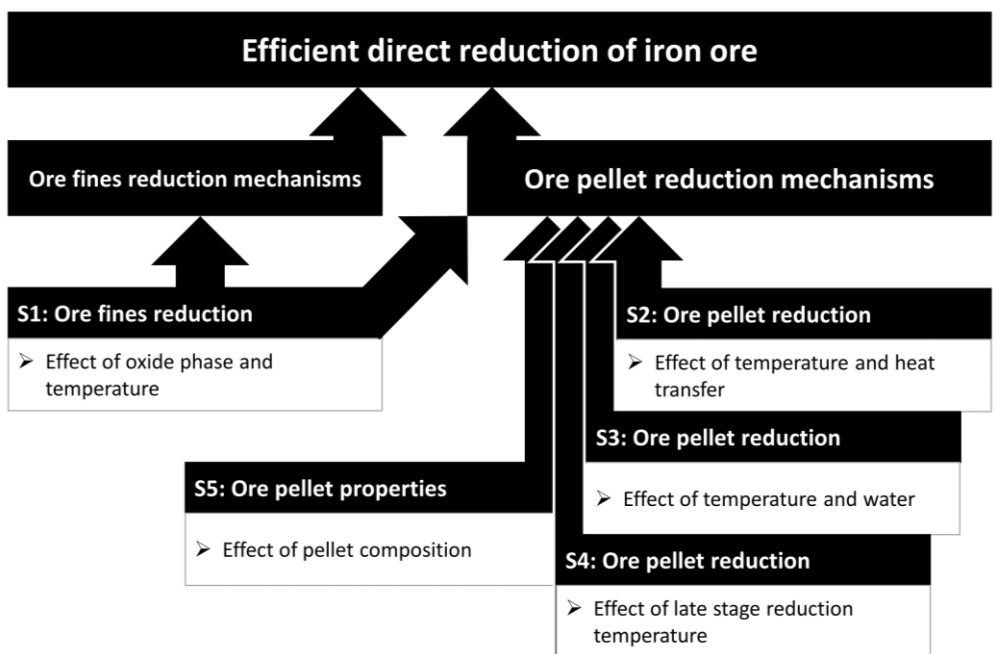 Efficient direct reduction of iron ore
Ore fines reduction mechanisms
Ore pellet reduction mechanisms
S1: Ore fines reduction
➢ Effect of oxide phase and
temperature
S2: Ore pellet reduction
➢ Effect of temperature and heat
transfer
S3: Ore pellet reduction
➢ Effect of temperature and water
S5: Ore pellet properties
➢ Effect of pellet composition
S4: Ore pellet reduction
➢ Effect of late stage reduction
temperature